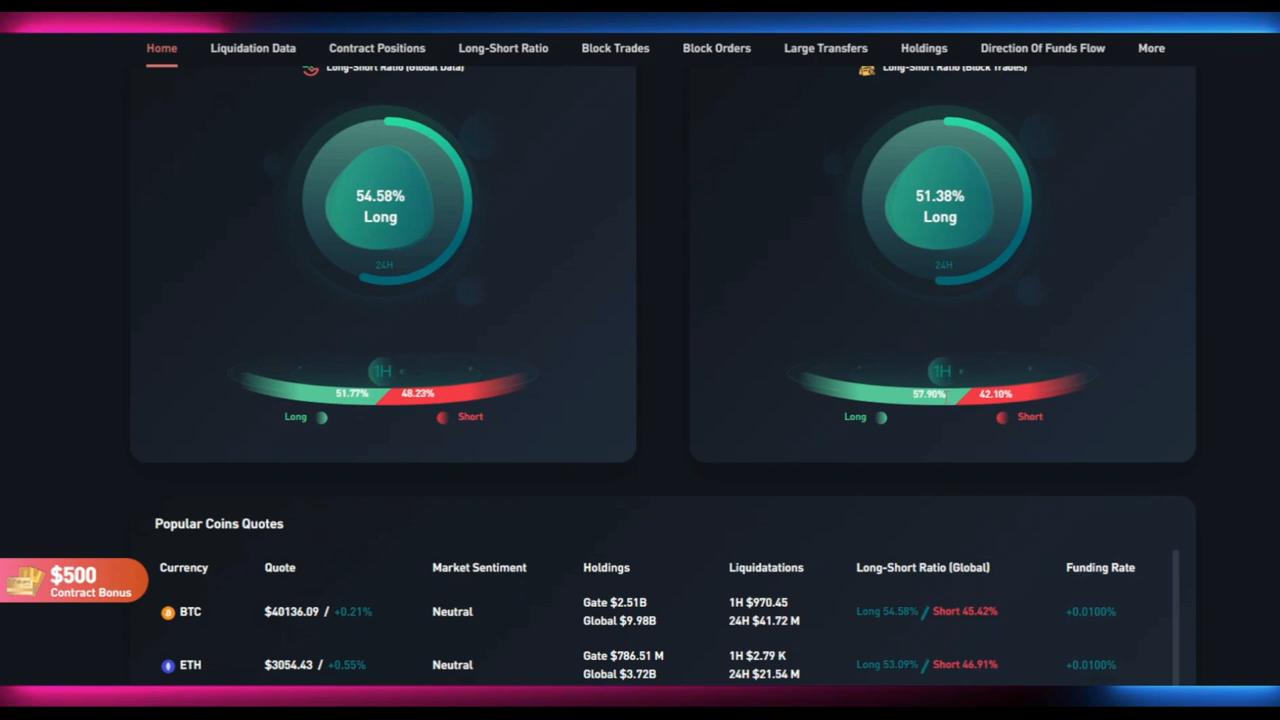 Home Liquidation Data Contract Positions Long-Short Ratio Block Trades Block Orders Large Transfers Holdings Direction Of Funds Flow More
Long-Short Ratio (Global Data)
Long-Short Ratio (Block Trades)
54.58%
Long
24H
51.38%
Long
24H
1H
51.77% 48.23%
Long Short
1H
57.90% 42.10%
Long Short
Popular Coins Quotes
$500
Contract Bonus
Currency Quote Market Sentiment Holdings Liquidatations Long-Short Ratio (Global) Funding Rate
BTC $40136.09 / +0.21% Neutral Gate $2.51B 1H $970.45 Long 54.58% / Short 45.42% +0.0100%
Global $9.98B 24H $41.72 M
ETH $3054.43 / +0.55% Neutral Gate $786.51 M 1H $2.79 K Long 53.09% / Short 46.91% +0.0100%
Global $3.72B 24H $21.54 M